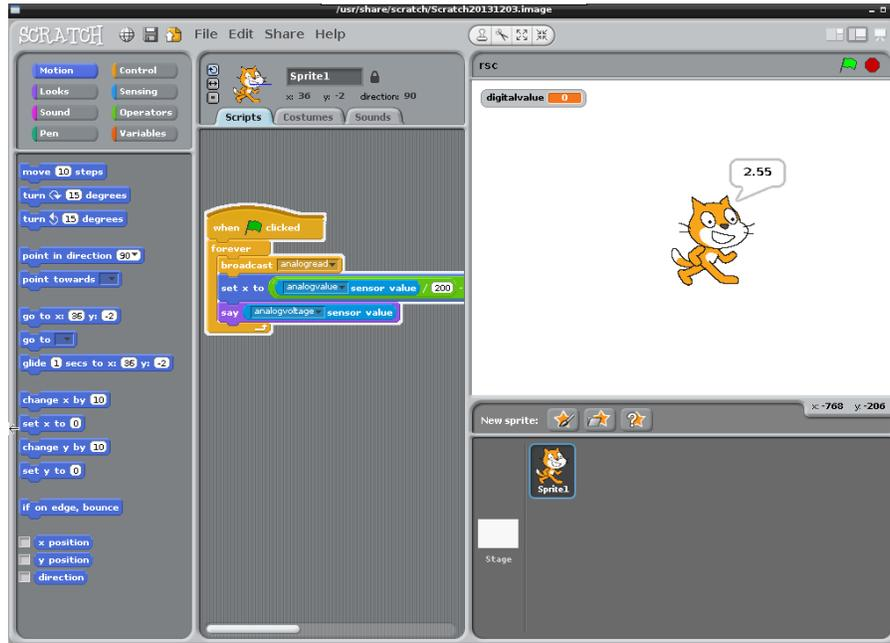 /usr/share/scratch/Scratch20131203.image
SCRATCH File Edit Share Help
Motion Control
Looks Sensing
Sound Operators
Pen Variables
move 10 steps
turn 15 degrees
turn 15 degrees
point in direction 90
point towards
go to x: 36 y: -2
go to
glide 1 secs to x: 36 y: -2
change x by 10
set x to 0
change y by 10
set y to 0
if on edge, bounce
x position
y position
direction
Sprite1
x: 36 y: -2 direction: 90
Scripts Costumes Sounds
when clicked
forever
broadcast analogread
set x to analogvalue sensor value / 200 -
say analogvoltage sensor value
rsc
digitalvalue 0
2.55
x: -768 y: -206
New sprite:
Sprite1
Stage